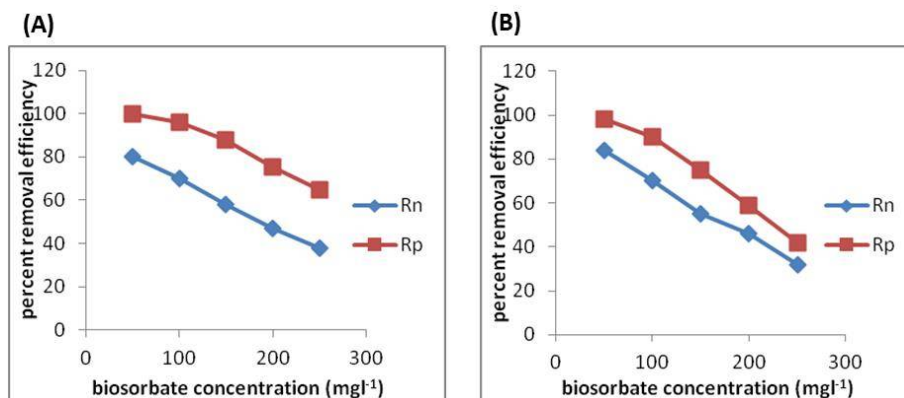 (A)
120
100
80
60
40
20
0
0 100 200 300
percent removal efficiency
biosorbate concentration (mgl-1)
Rn
Rp
(B)
120
100
80
60
40
20
0
0 100 200 300
percent removal efficiency
biosorbate concentration (mgl-1)
Rn
Rp